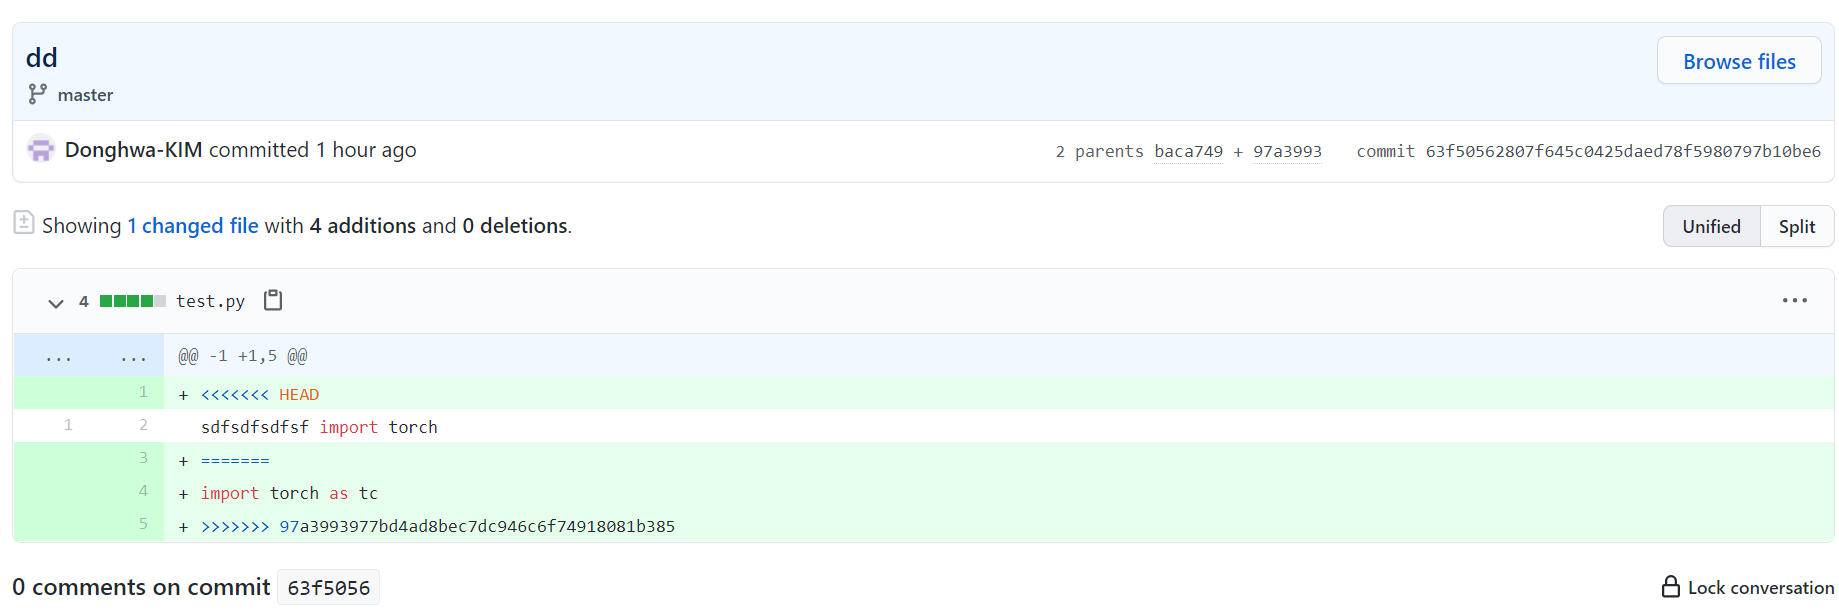 dd
Browse files
master
Donghwa-KIM committed 1 hour ago
2 parents baca749 + 97a3993 commit 63f50562807f645c0425daed78f5980797b10be6
Showing 1 changed file with 4 additions and 0 deletions.
Unified Split
4 test.py
... ... @@ -1 +1,5 @@
1 + <<<<<<< HEAD
1 2 sdfsdfsdfsf import torch
3 + =======
4 + import torch as tc
5 + >>>>>>> 97a3993977bd4ad8bec7dc946c6f74918081b385
0 comments on commit 63f5056
Lock conversation